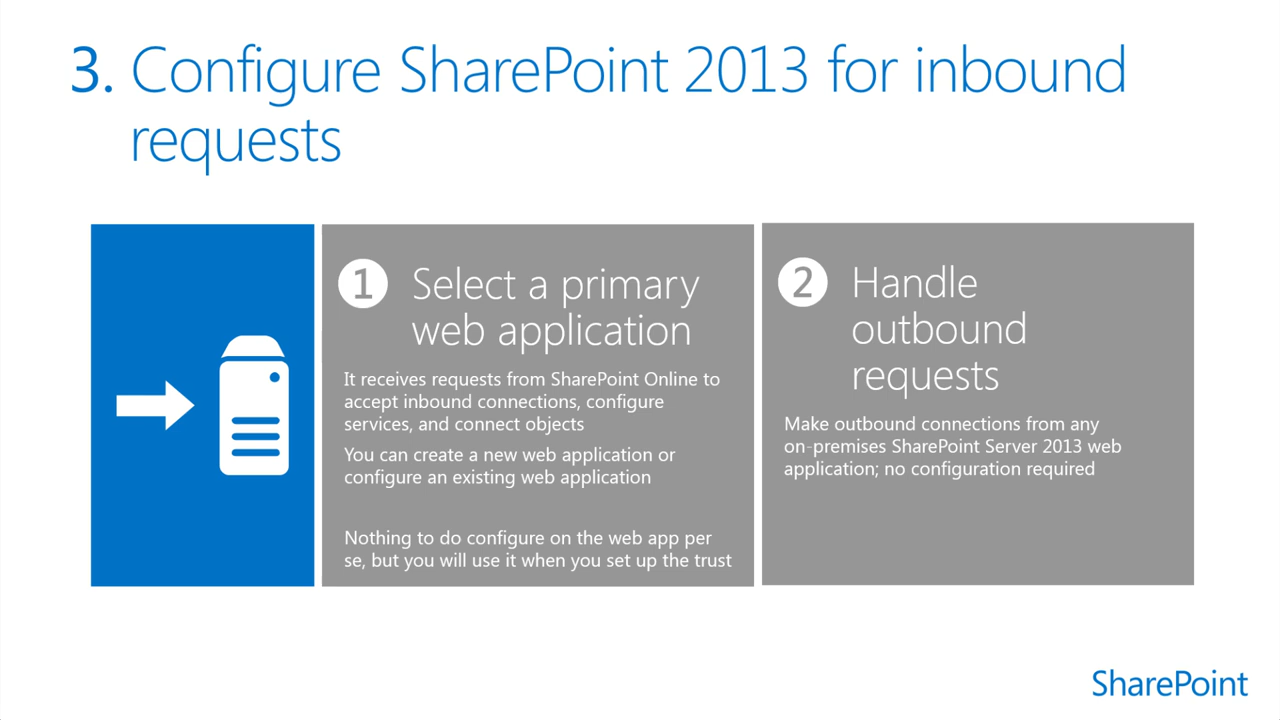 3. Configure SharePoint 2013 for inbound
requests
1 Select a primary
web application
It receives requests from SharePoint Online to
accept inbound connections, configure
services, and connect objects
You can create a new web application or
configure an existing web application
Nothing to do configure on the web app per
se, but you will use it when you set up the trust
2 Handle
outbound
requests
Make outbound connections from any
on-premises SharePoint Server 2013 web
application; no configuration required
SharePoint